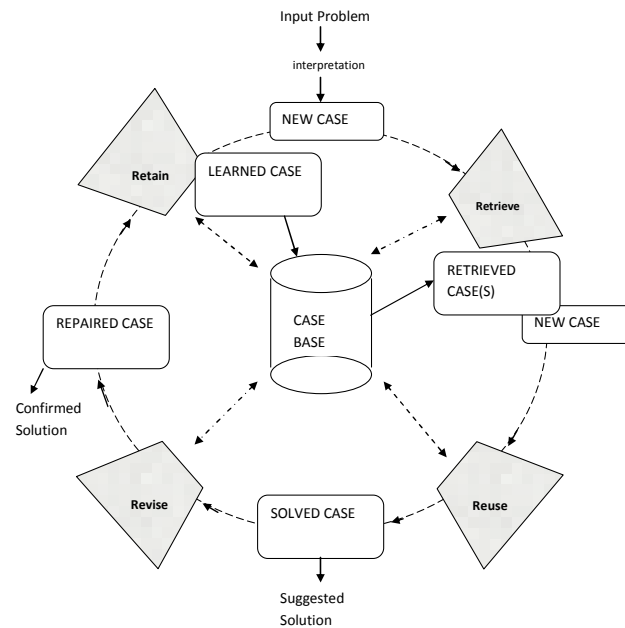 Input Problem
interpretation
NEW CASE
Retain
LEARNED CASE
Retrieve
RETRIEVED
CASE(S)
NEW CASE
CASE
BASE
REPAIRED CASE
Confirmed
Solution
Revise
SOLVED CASE
Reuse
Suggested
Solution